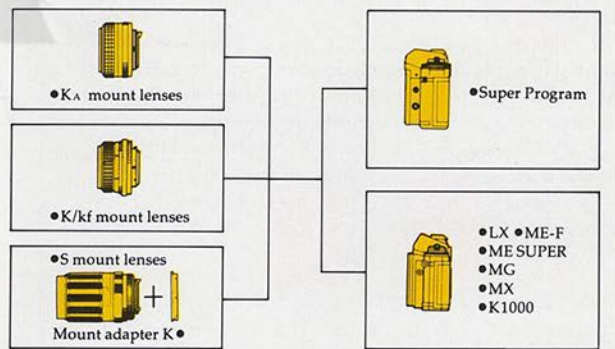 ●KA mount lenses
●K/kf mount lenses
●S mount lenses
+
Mount adapter K●
●Super Program
●LX ●ME-F
●ME SUPER
●MG
●MX
●K1000